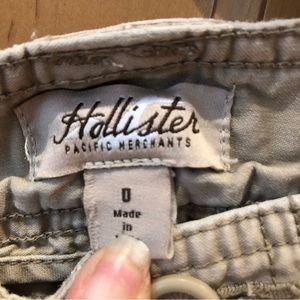 Hollister
PACIFIC MERCHANTS
0
Made
in